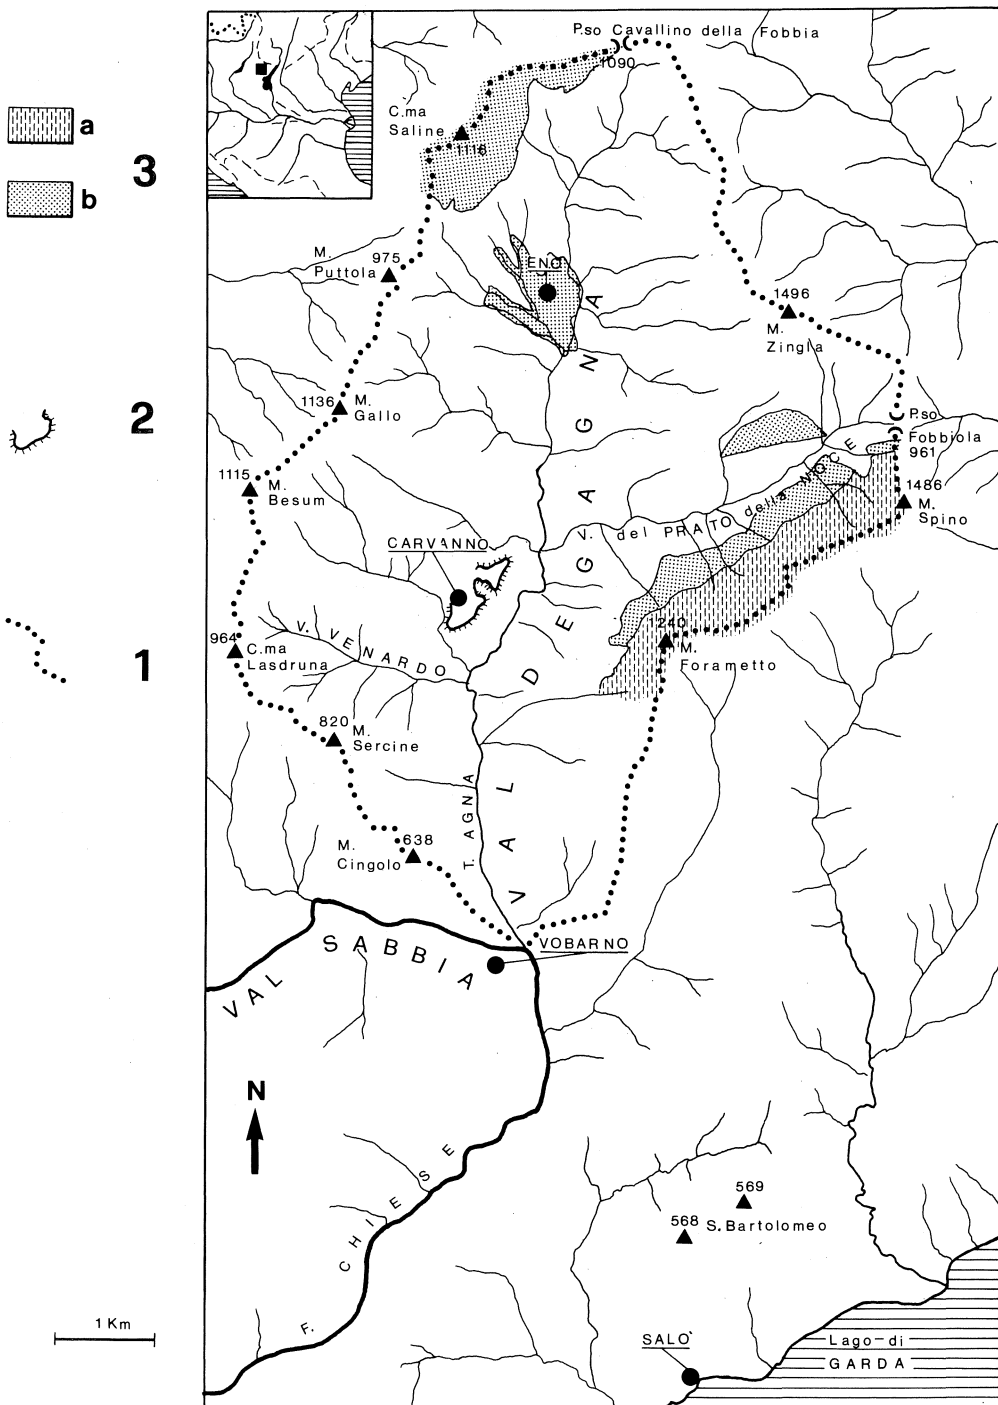 P.so Cavallino della Fobbia
1090
C.ma
Saline
1116
a
3
b
M.
Puttola
975
ENO
1496
M.
Zingla
1136
M.
Gallo
2
P.so
Fobbiola
961
1115
M.
Besum
1486
M.
Spino
V. del PRATO della NOCE
CARVANNO
VAL DEGAGNA
964
C.ma
Lasdruna
V. VENARDO
240
M.
Forametto
1
820
M.
Sercine
T. AGNA
638
M.
Cingolo
VOBARNO
VAL SABBIA
N
F. CHIESE
569
568
S. Bartolomeo
1 Km
SALO'
Lago di
GARDA